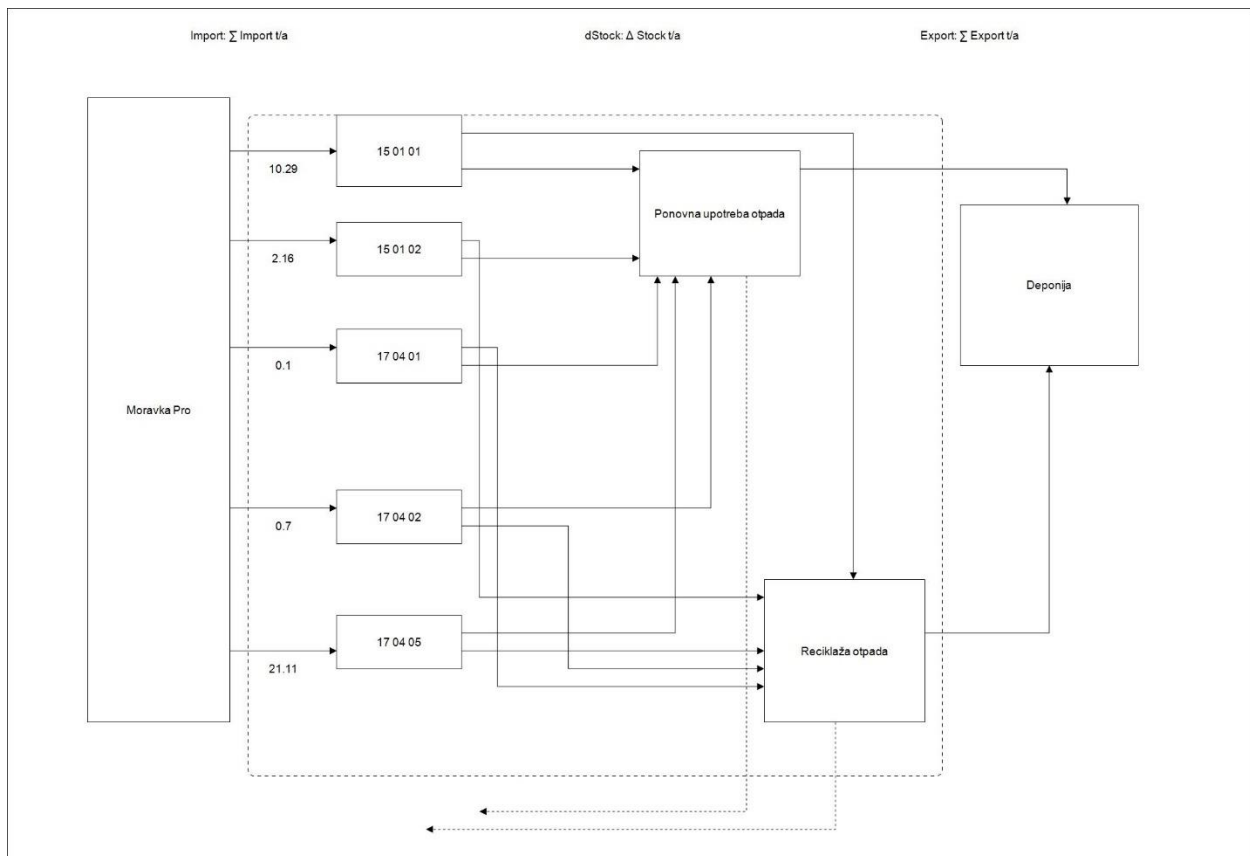 Import: ∑ Import t/a
dStock: Δ Stock t/a
Export: ∑ Export t/a
Moravka Pro
10.29
2.16
0.1
0.7
21.11
15 01 01
15 01 02
17 04 01
17 04 02
17 04 05
Ponovna upotreba otpada
Reciklaža otpada
Deponija